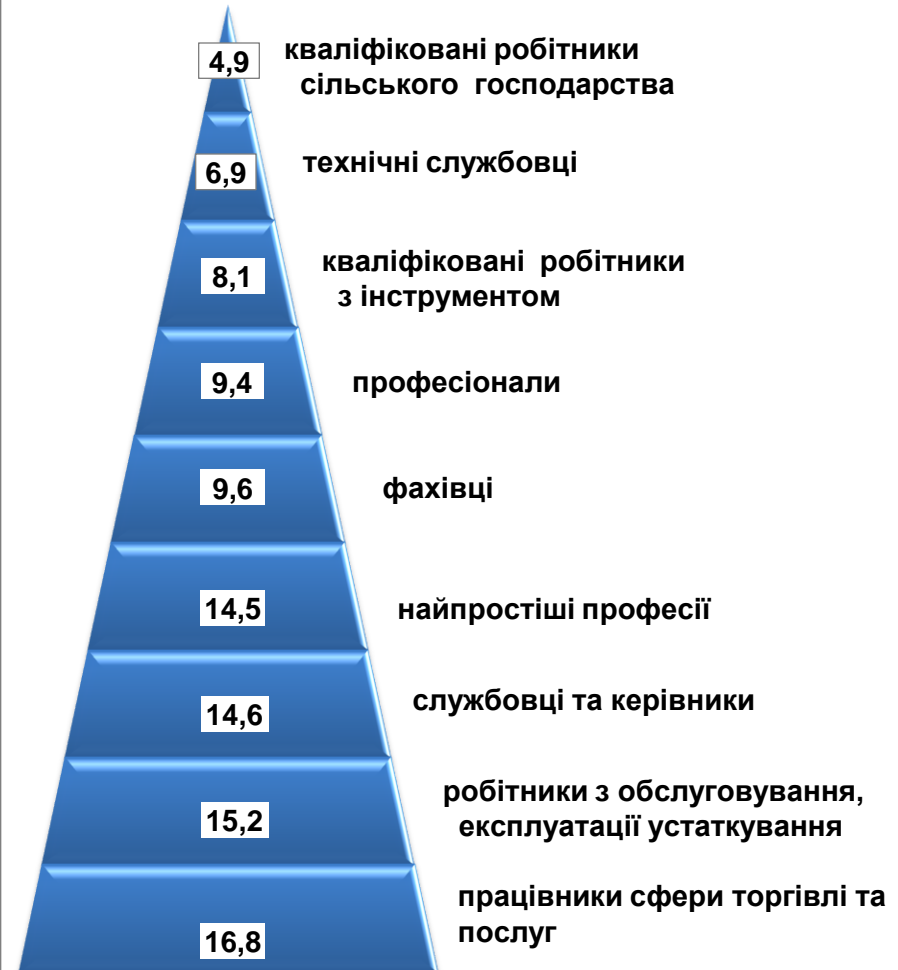 4,9
кваліфіковані робітники
сільського господарства
6,9
технічні службовці
8,1
кваліфіковані робітники
з інструментом
9,4
професіонали
9,6
фахівці
14,5
найпростіші професії
14,6
службовці та керівники
15,2
робітники з обслуговування,
експлуатації устаткування
16,8
працівники сфери торгівлі та
послуг